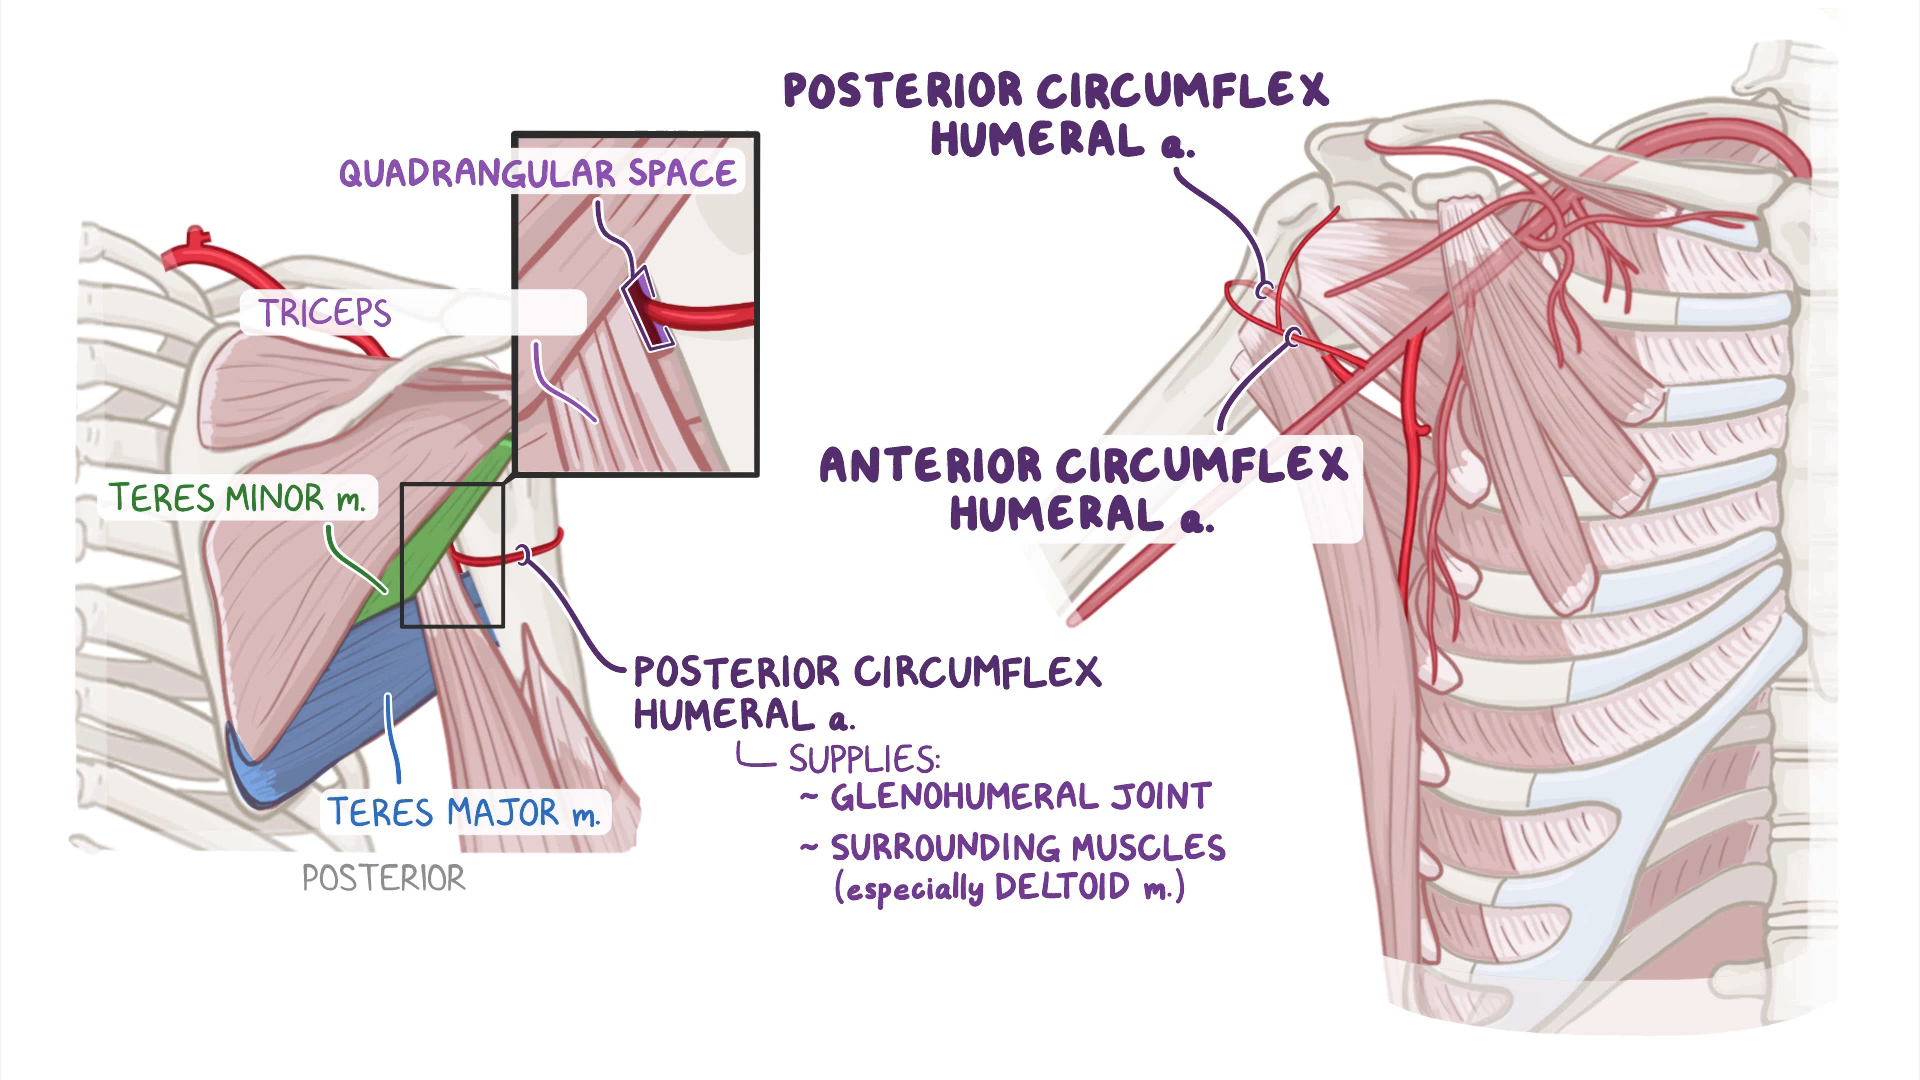 POSTERIOR CIRCUMFLEX
HUMERAL a.
QUADRANGULAR SPACE
TRICEPS
ANTERIOR CIRCUMFLEX
HUMERAL a.
TERES MINOR m.
POSTERIOR CIRCUMFLEX
HUMERAL a.
SUPPLIES:
~ GLENOHUMERAL JOINT
~ SURROUNDING MUSCLES
(especially DELTOID m.)
TERES MAJOR m.
POSTERIOR